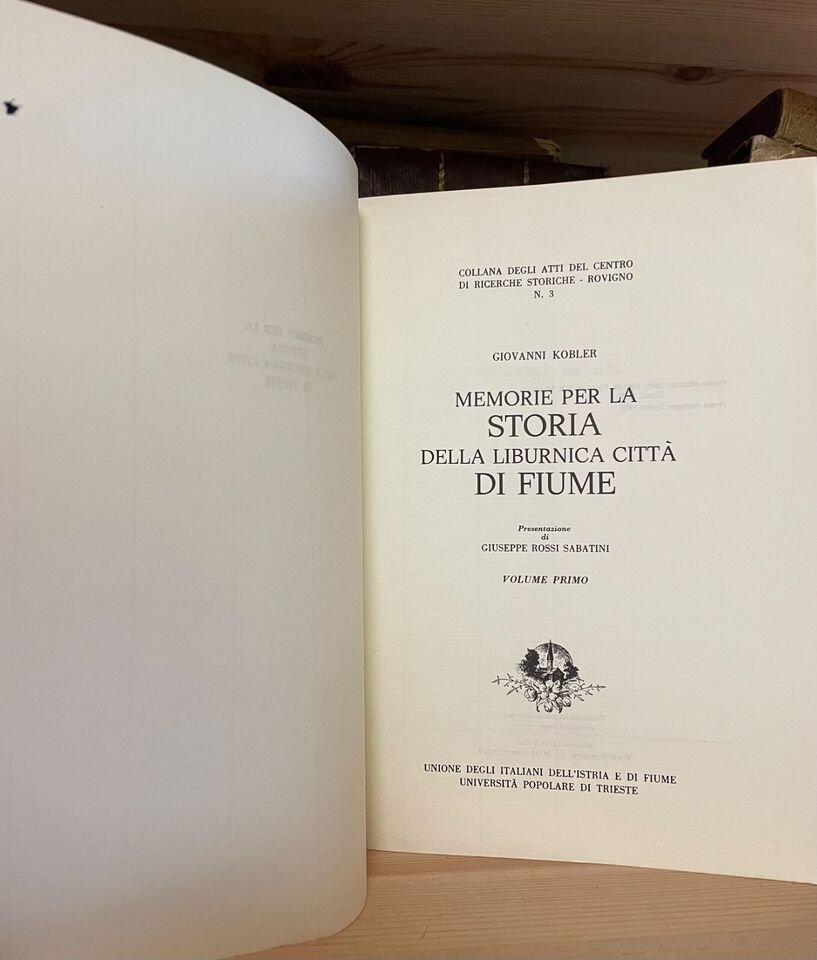 COLLANA DEGLI ATTI DEL CENTRO
DI RICERCHE STORICHE - ROVIGNO
N. 3
GIOVANNI KOBLER
MEMORIE PER LA
STORIA
DELLA LIBURNICA CITTÀ
DI FIUME
Presentazione
di
GIUSEPPE ROSSI SABATINI
VOLUME PRIMO
UNIONE DEGLI ITALIANI DELL'ISTRIA E DI FIUME
UNIVERSITÀ POPOLARE DI TRIESTE